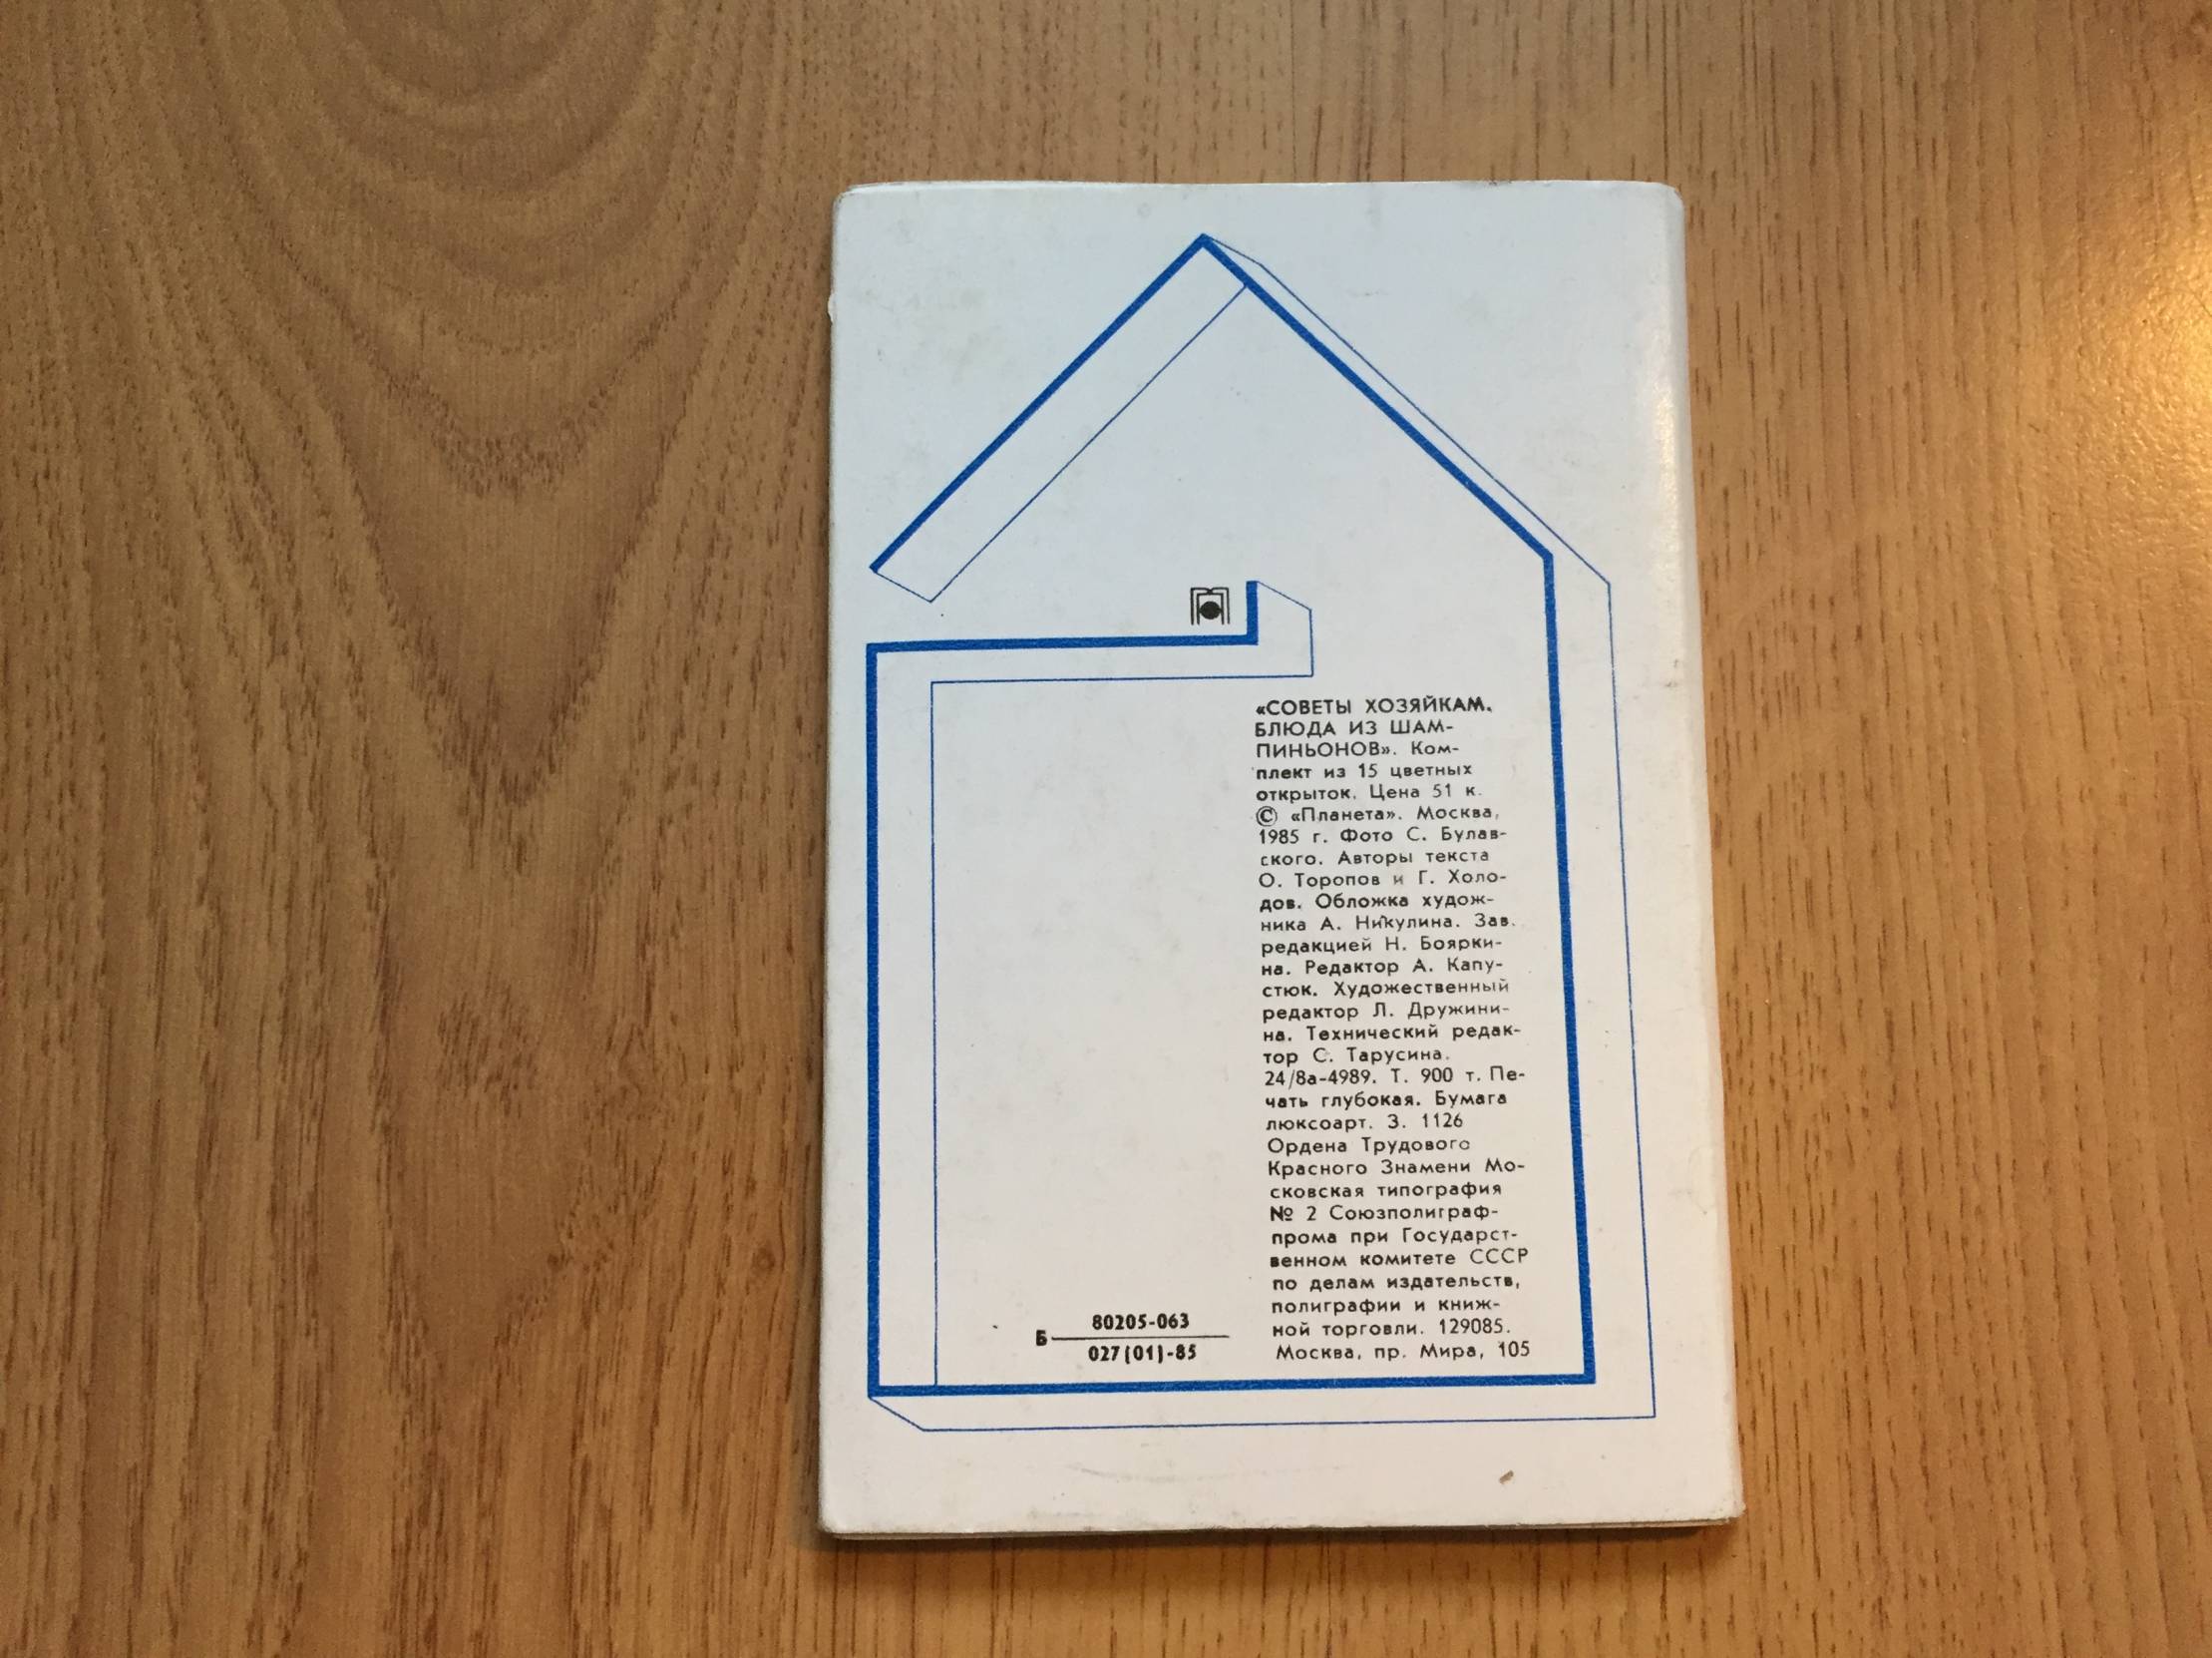 «СОВЕТЫ ХОЗЯЙКАМ.
БЛЮДА ИЗ ШАМ-
ПИНЬОНОВ». Ком-
плект из 15 цветных
открыток. Цена 51 к.
© «Планета». Москва,
1985 г. Фото С. Булав-
ского. Авторы текста
О. Торопов и Г. Холо-
дов. Обложка худож-
ника А. Никулина. Зав.
редакцией Н. Бояркии-
на. Редактор А. Капу-
стюк. Художественный
редактор Л. Дружини-
на. Технический редак-
тор С. Тарусина.
24/8а-4989. Т. 900 т. Пе-
чать глубокая. Бумага
люксоарт. З. 1126
Ордена Трудового
Красного Знамени Мо-
сковская типография
№ 2 Союзполиграф-
прома при Государст-
венном комитете СССР
по делам издательств,
полиграфии и книж-
ной торговли. 129085.
Москва, пр. Мира, 105
Б 80205-063
027(01)-85